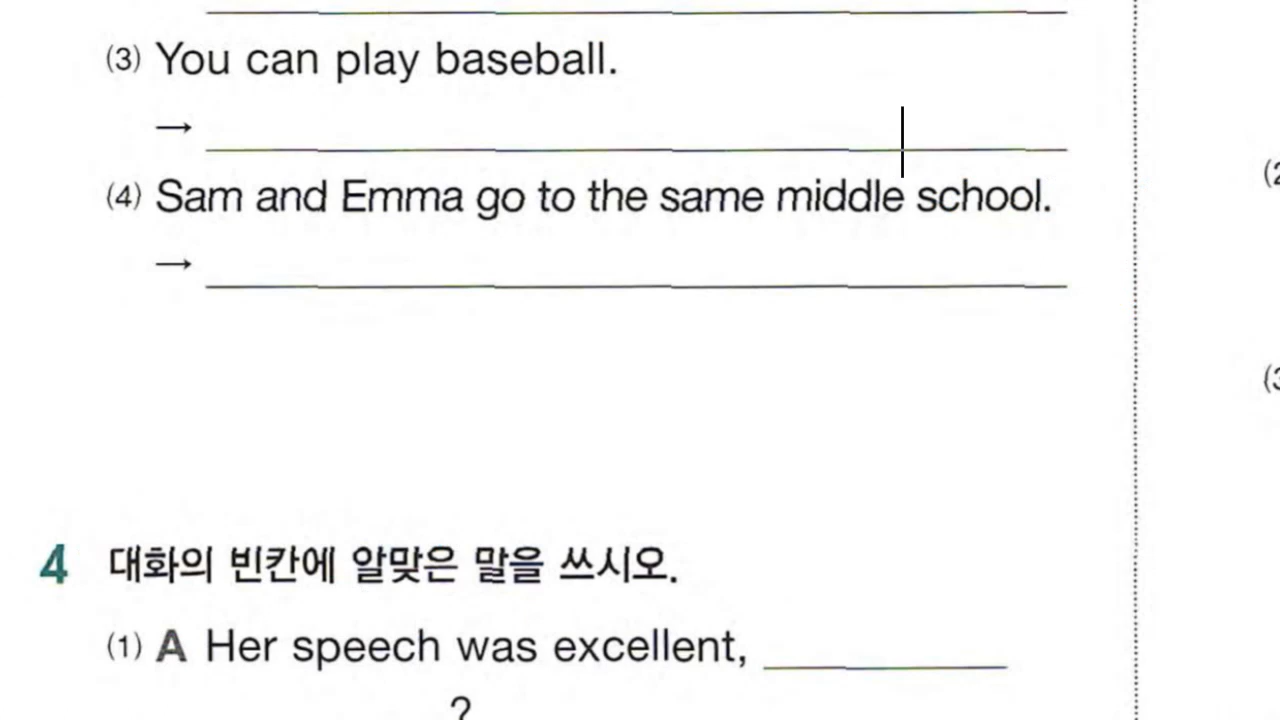 (3) You can play baseball.
→
(4) Sam and Emma go to the same middle school.
→
4 대화의 빈칸에 알맞은 말을 쓰시오.
(1) A Her speech was excellent,
?